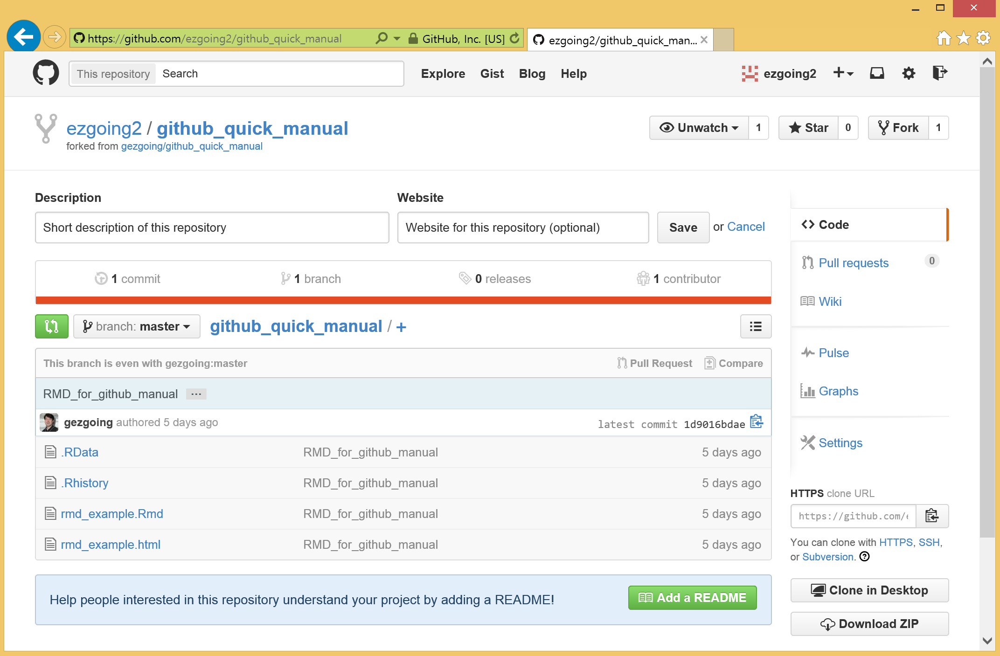 https://github.com/ezgoing2/github_quick_manual GitHub, Inc. [US] ezgoing2/github_quick_man...
This repository Search Explore Gist Blog Help ezgoing2
ezgoing2 / github_quick_manual Unwatch 1 Star 0 Fork 1
forked from gezgoing/github_quick_manual
Description Website
Short description of this repository Website for this repository (optional) Save or Cancel
1 commit 1 branch 0 releases 1 contributor
branch: master github_quick_manual / +
This branch is even with gezgoing:master Pull Request Compare
RMD_for_github_manual ...
gezgoing authored 5 days ago latest commit 1d9016bdae
.RData RMD_for_github_manual 5 days ago
.Rhistory RMD_for_github_manual 5 days ago
rmd_example.Rmd RMD_for_github_manual 5 days ago
rmd_example.html RMD_for_github_manual 5 days ago
Help people interested in this repository understand your project by adding a README! Add a README
Code
Pull requests 0
Wiki
Pulse
Graphs
Settings
HTTPS clone URL
https://github.com/
You can clone with HTTPS, SSH,
or Subversion.
Clone in Desktop
Download ZIP